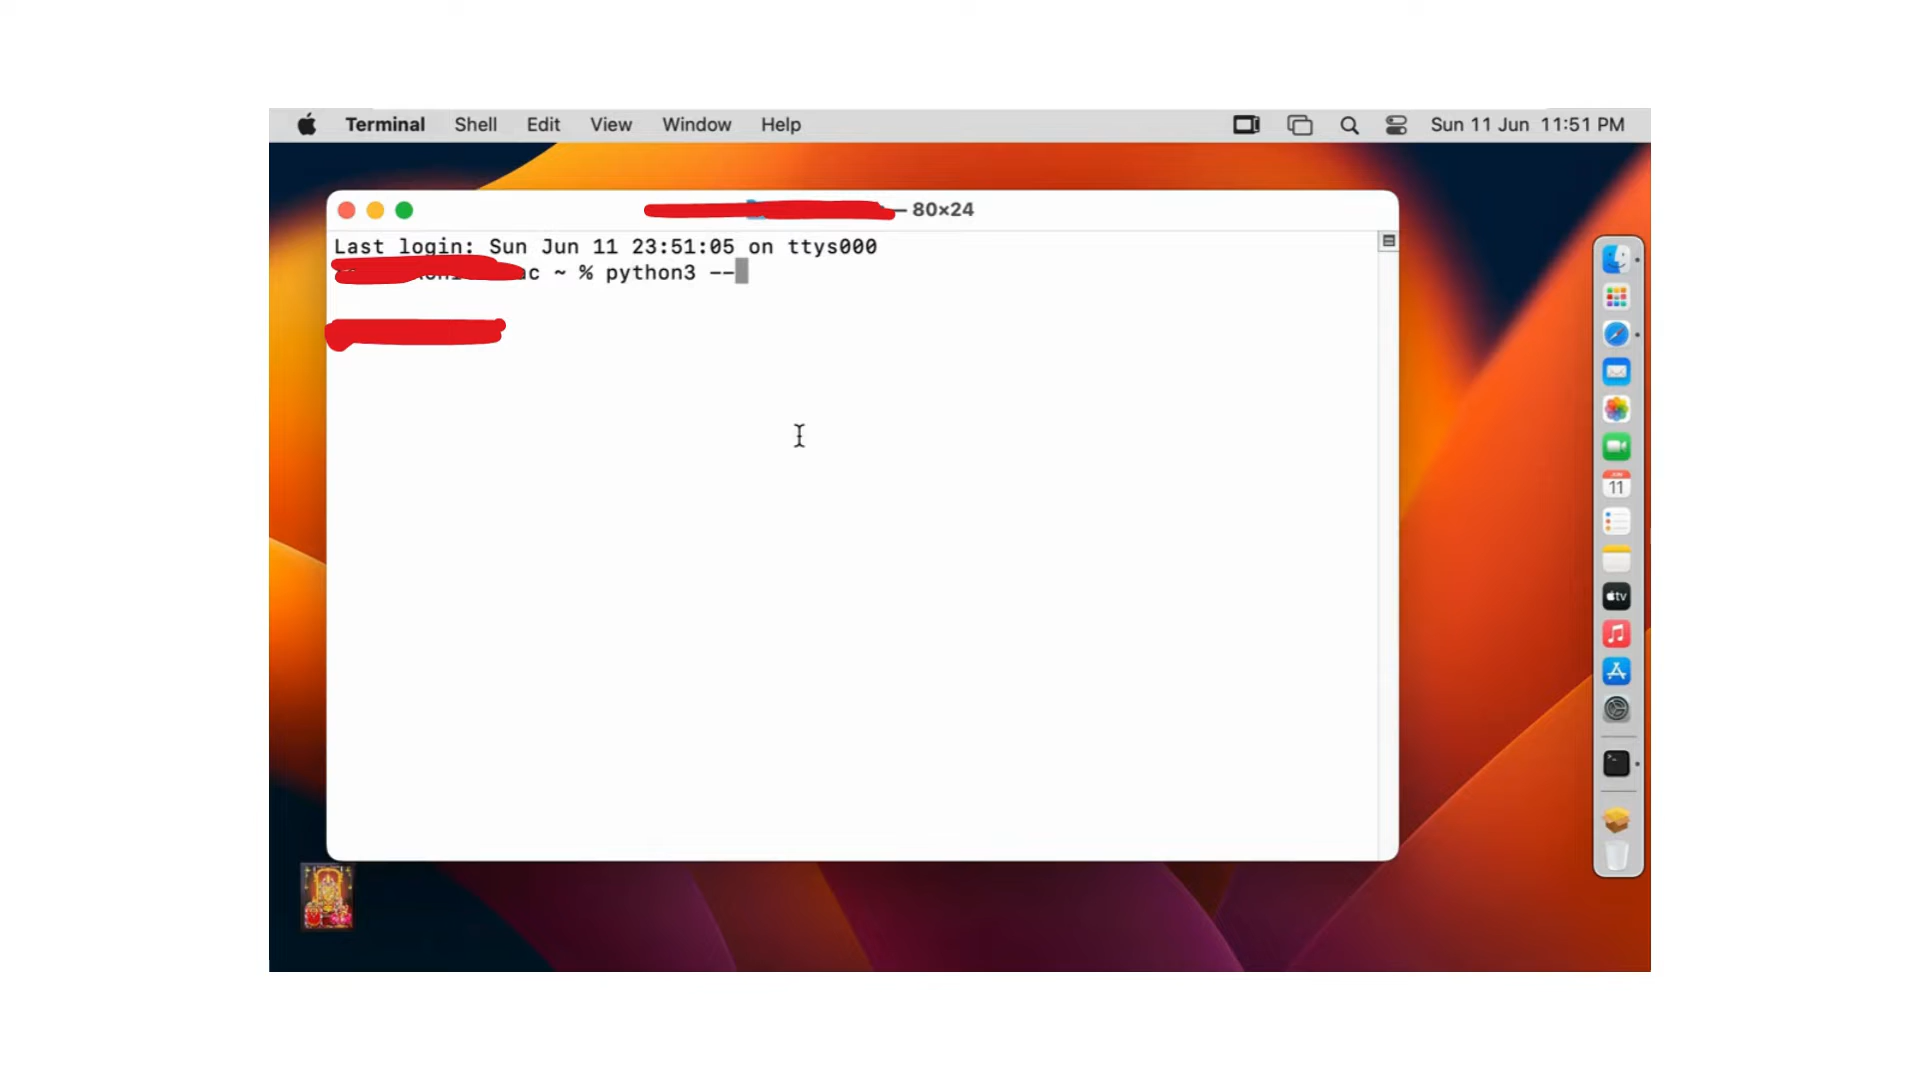 Terminal Shell Edit View Window Help Sun 11 Jun 11:51 PM
— 80×24
Last login: Sun Jun 11 23:51:05 on ttys000
~ % python3 --
11
tv